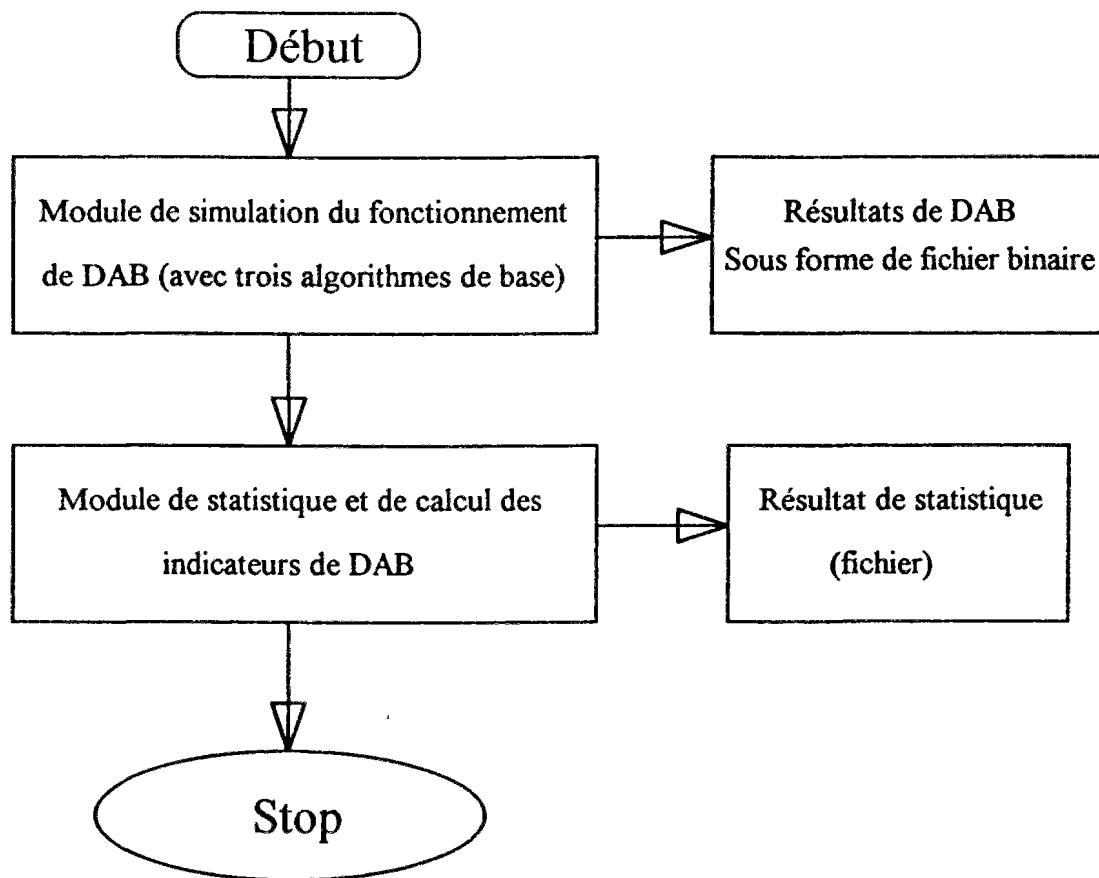 Début
Module de simulation du fonctionnement
de DAB (avec trois algorithmes de base)
Résultats de DAB
Sous forme de fichier binaire
Module de statistique et de calcul des
indicateurs de DAB
Résultat de statistique
(fichier)
Stop